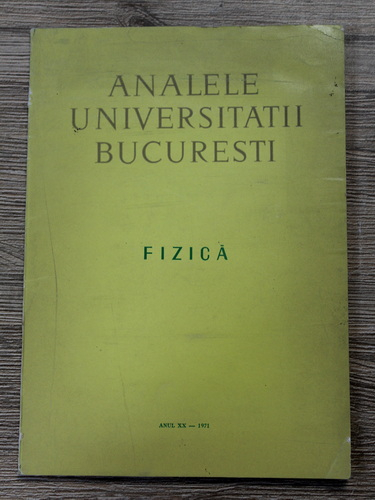 ANALELE
UNIVERSITATII
BUCURESTI
FIZICĂ
ANUL XX — 1971